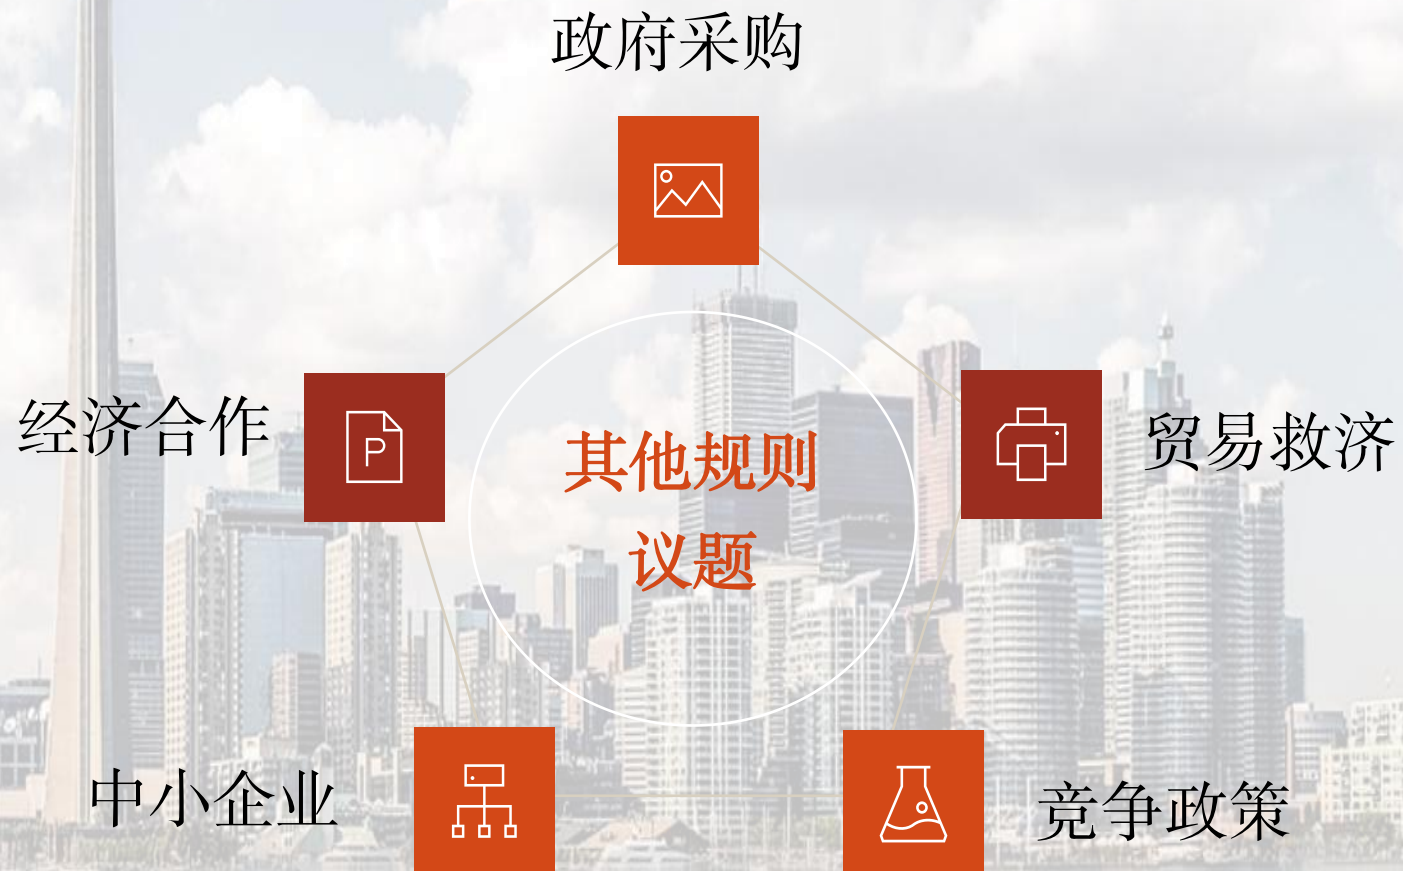 政府采购
经济合作
贸易救济
其他规则
议题
中小企业
竞争政策
P